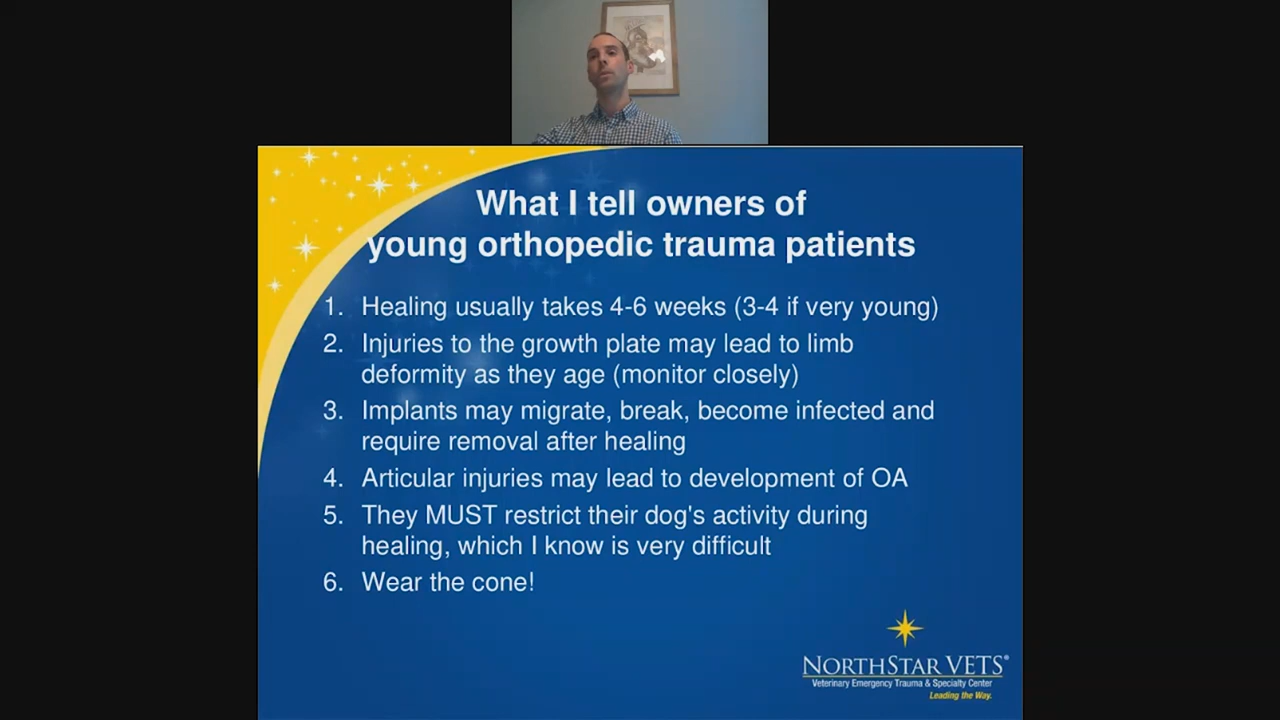 What I tell owners of
young orthopedic trauma patients
1. Healing usually takes 4-6 weeks (3-4 if very young)
2. Injuries to the growth plate may lead to limb
deformity as they age (monitor closely)
3. Implants may migrate, break, become infected and
require removal after healing
4. Articular injuries may lead to development of OA
5. They MUST restrict their dog's activity during
healing, which I know is very difficult
6. Wear the cone!
NORTHSTAR VETS®
Veterinary Emergency Trauma & Specialty Center
Leading the Way.